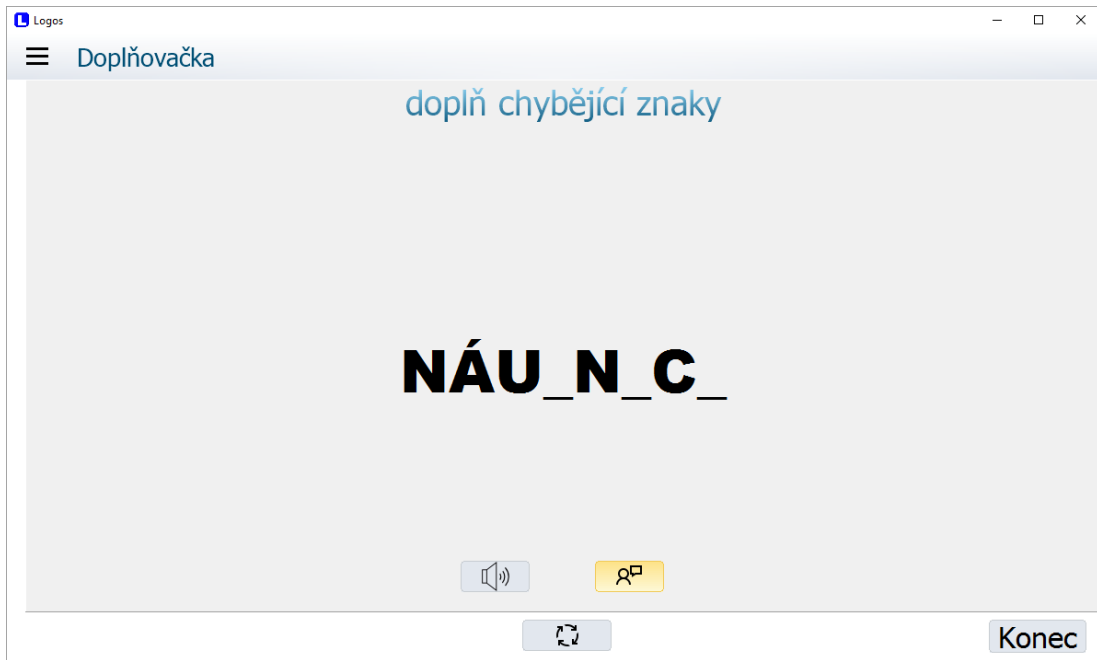 Logos
Doplňovačka
doplň chybějící znaky
NÁU_N_C_
Konec